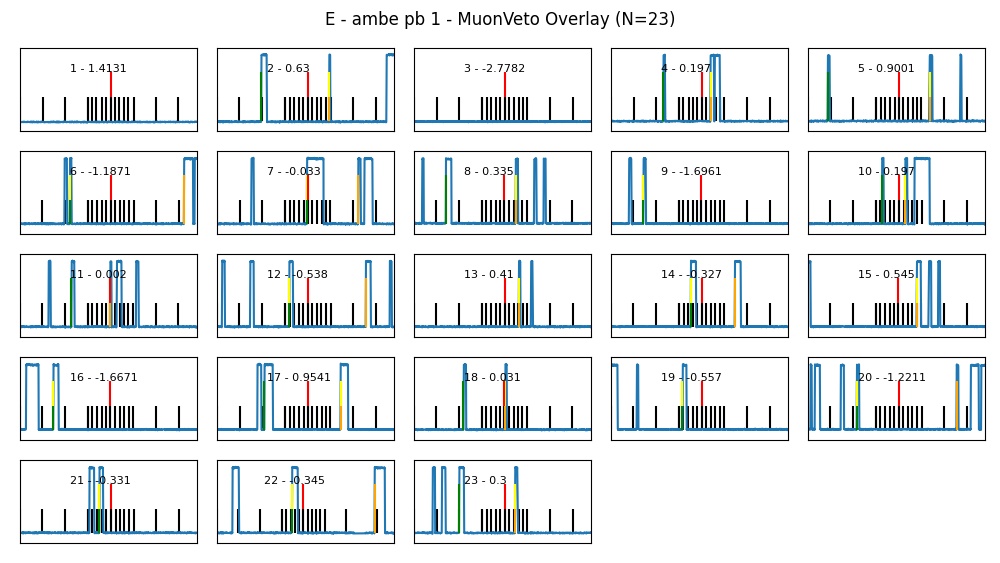 E - ambe pb 1 - MuonVeto Overlay (N=23)
1 - 1.4131
2 - 0.63
3 - -2.7782
4 - 0.197
5 - 0.9001
6 - -1.1871
7 - -0.033
8 - 0.335
9 - -1.6961
10 - 0.197
11 - 0.002
12 - -0.538
13 - 0.41
14 - -0.327
15 - 0.545
16 - -1.6671
17 - 0.9541
18 - 0.031
19 - -0.557
20 - -1.2211
21 - -0.331
22 - -0.345
23 - 0.3